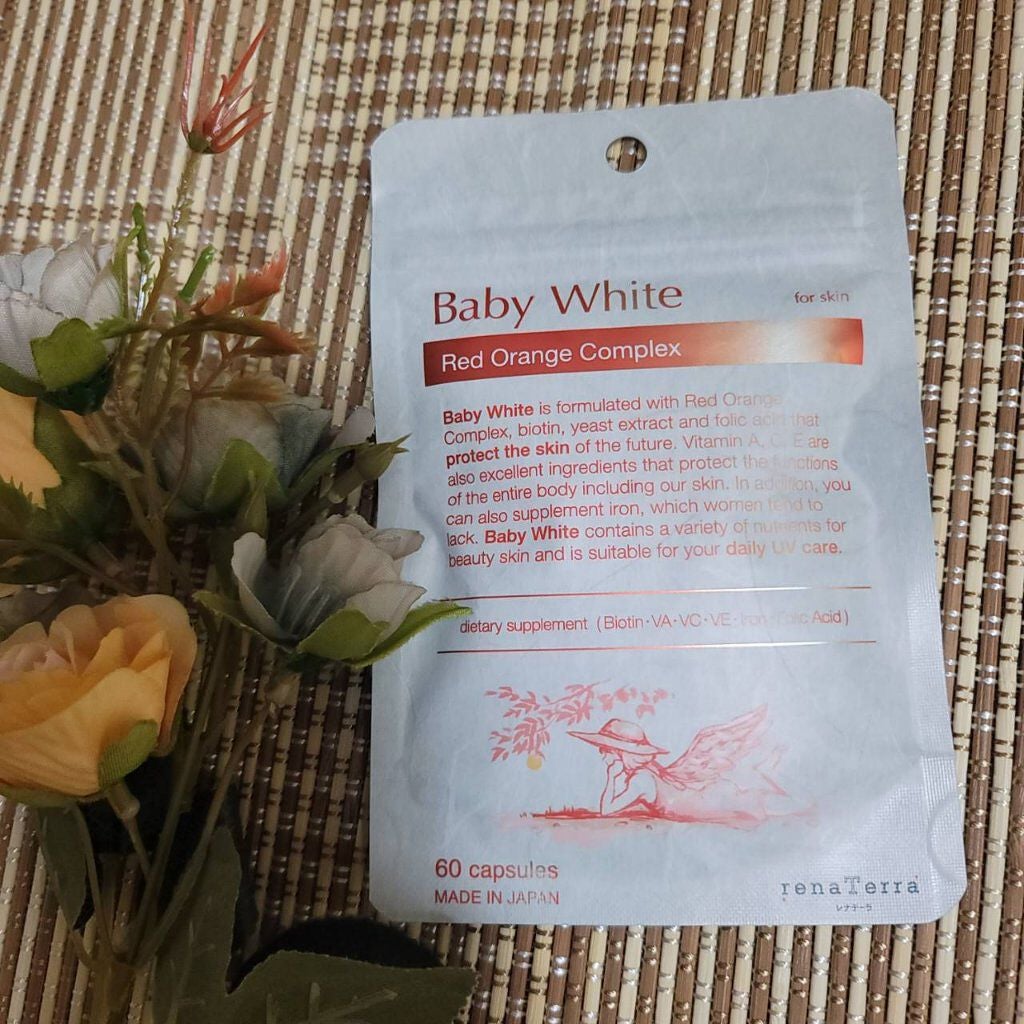 Baby White
for skin
Red Orange Complex
Baby White is formulated with Red Orange
Complex, biotin, yeast extract and folic acid that
protect the skin of the future. Vitamin A, C, E are
also excellent ingredients that protect the functions
of the entire body including our skin. In addition, you
can also supplement iron, which women tend to
lack. Baby White contains a variety of nutrients for
beauty skin and is suitable for your daily UV care.
dietary supplement (Biotin・VA・VC・VE・Iron・Folic Acid)
60 capsules
MADE IN JAPAN
renaTerra
レナテーラ